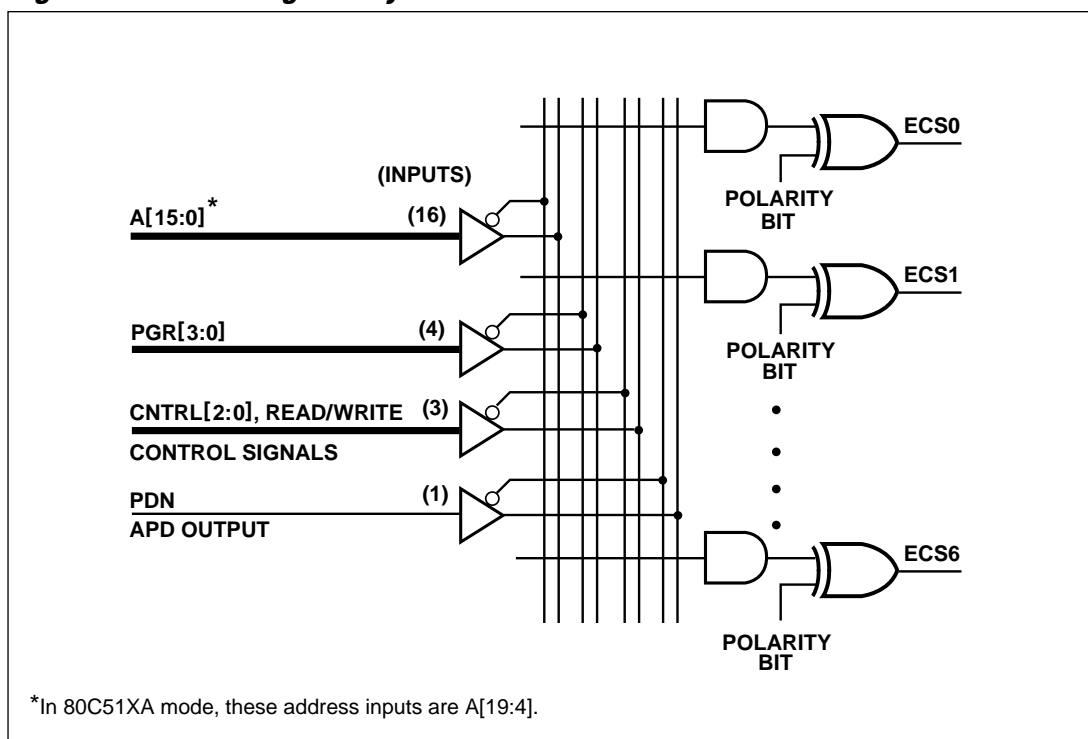 ECS0
(INPUTS)
POLARITY
BIT
A[15:0]*
(16)
ECS1
PGR[3:0]
(4)
POLARITY
BIT
CNTRL[2:0], READ/WRITE
(3)
CONTROL SIGNALS
PDN
(1)
APD OUTPUT
ECS6
POLARITY
BIT
*In 80C51XA mode, these address inputs are A[19:4].